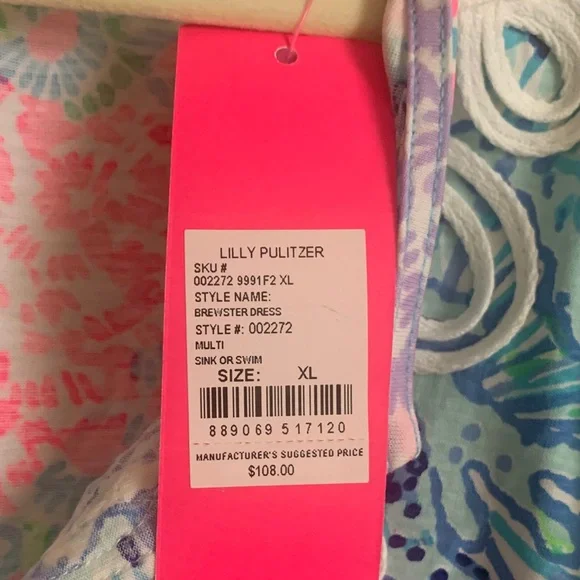 LILLY PULITZER
SKU #
002272 9991F2 XL
STYLE NAME:
BREWSTER DRESS
STYLE #: 002272
MULTI
SINK OR SWIM
SIZE: XL
889069 517120
MANUFACTURER'S SUGGESTED PRICE
$108.00